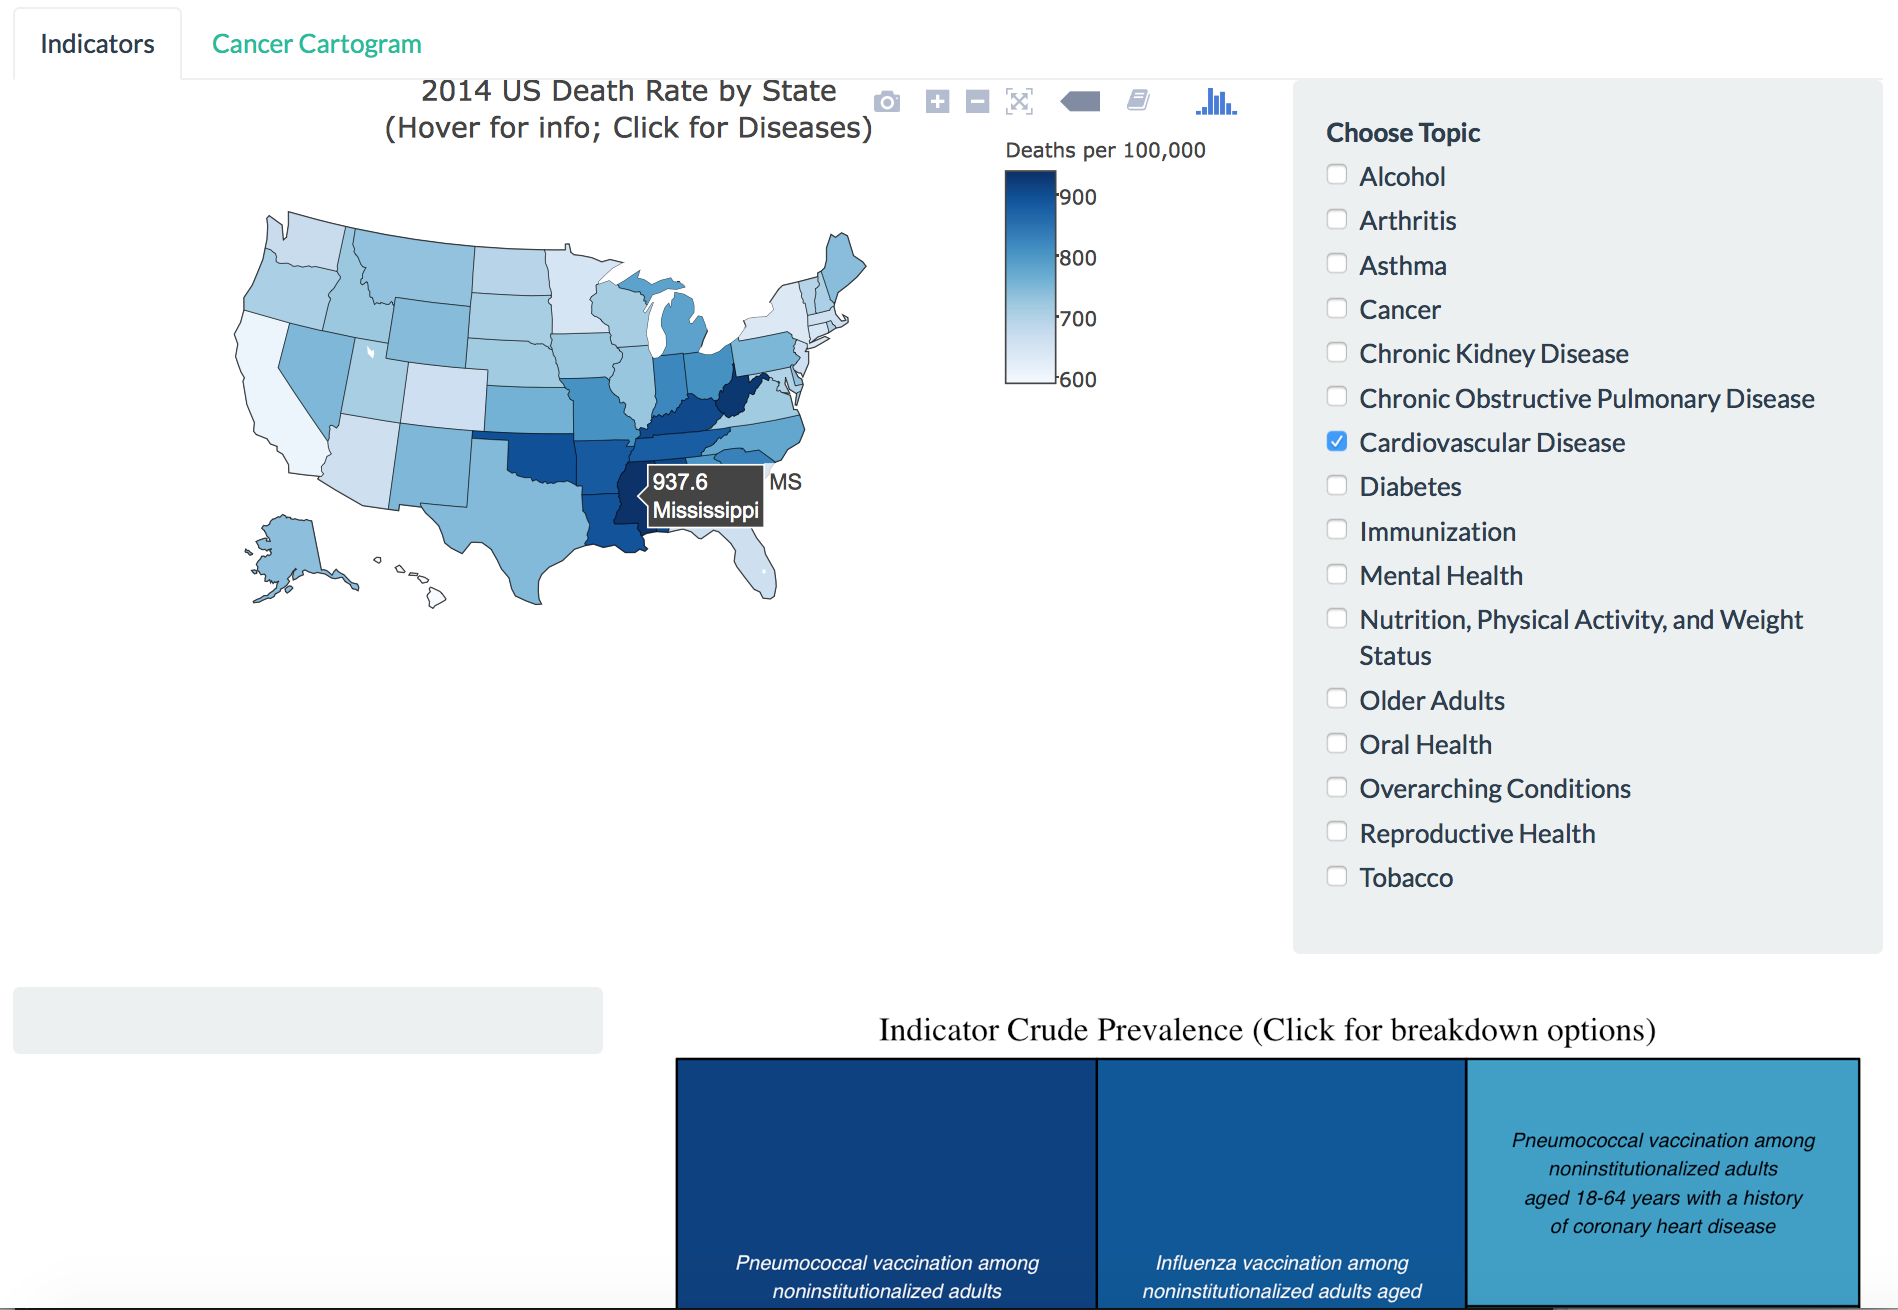 Indicators
Cancer Cartogram
2014 US Death Rate by State
(Hover for info; Click for Diseases)
Deaths per 100,000
900
800
700
600
937.6
Mississippi
MS
Choose Topic
Alcohol
Arthritis
Asthma
Cancer
Chronic Kidney Disease
Chronic Obstructive Pulmonary Disease
Cardiovascular Disease
Diabetes
Immunization
Mental Health
Nutrition, Physical Activity, and Weight
Status
Older Adults
Oral Health
Overarching Conditions
Reproductive Health
Tobacco
Indicator Crude Prevalence (Click for breakdown options)
Pneumococcal vaccination among
noninstitutionalized adults
Influenza vaccination among
noninstitutionalized adults aged
Pneumococcal vaccination among
noninstitutionalized adults
aged 18-64 years with a history
of coronary heart disease